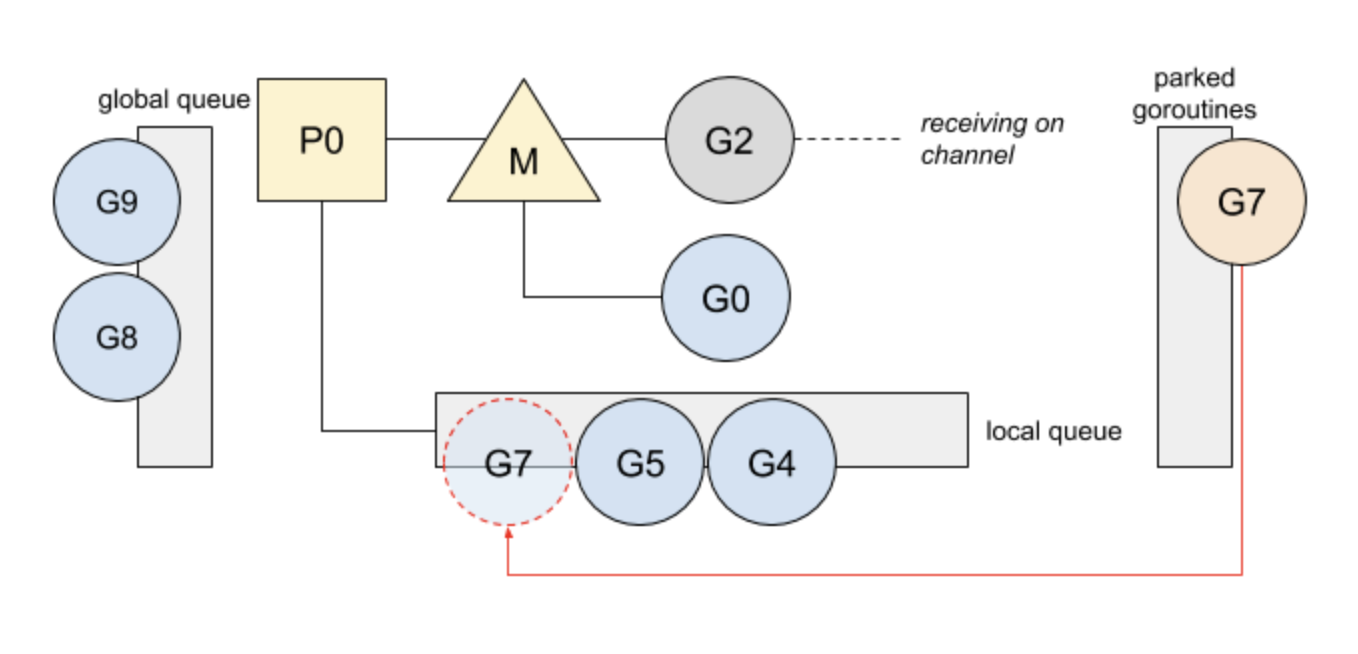 parked
goroutines
global queue
P0
M
G2
receiving on
channel
G9
G7
G8
G0
local queue
G7
G5
G4